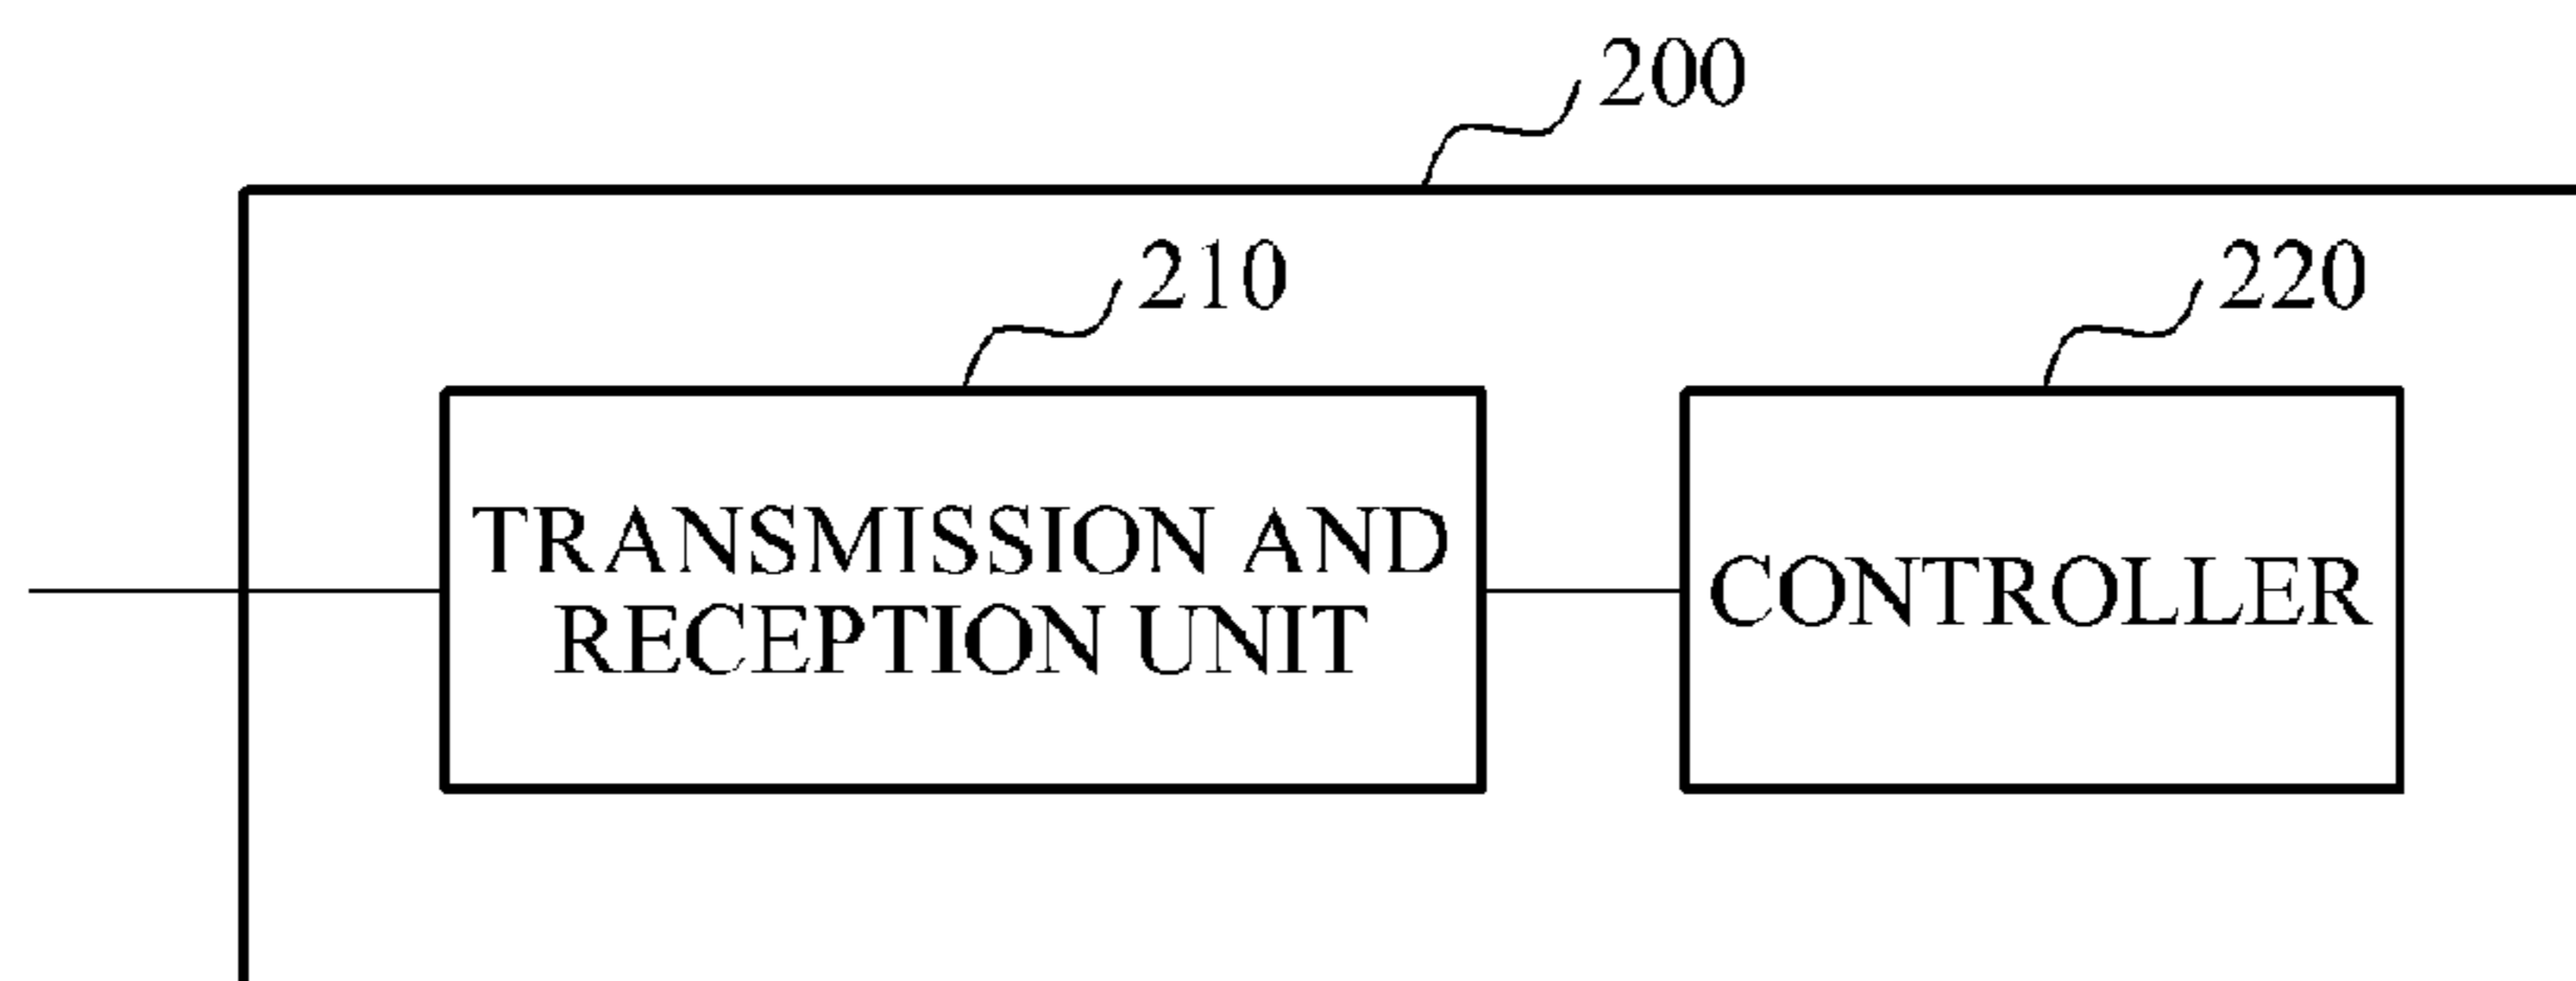 200
210
220
TRANSMISSION AND
RECEPTION UNIT
CONTROLLER